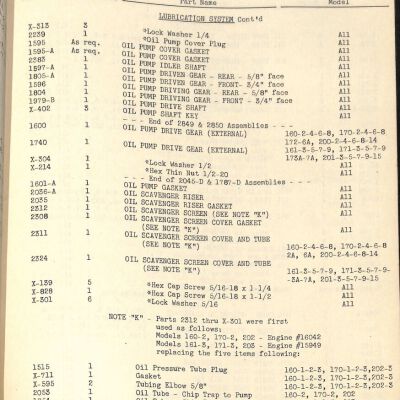 Part Name Model
LUBRICATION SYSTEM Cont'd
X-313 3 *Lock Washer 1/4 All
2239 1 *Oil Pump Cover Plug All
1595 As req. OIL PUMP COVER GASKET All
1595-A As req. OIL PUMP COVER GASKET All
2383 1 OIL PUMP IDLER SHAFT All
1597-A 1 OIL PUMP DRIVEN GEAR - REAR - 5/8" face All
1805-A 1 OIL PUMP DRIVEN GEAR - FRONT- 3/4" face All
1596 1 OIL PUMP DRIVING GEAR - REAR - 5/8" face All
1804 1 OIL PUMP DRIVING GEAR - FRONT - 3/4" face All
1979-B 1 OIL PUMP DRIVE SHAFT All
X-402 3 OIL PUMP SHAFT KEY All
- - - End of 2849 & 2850 Assemblies - - -
1600 1 OIL PUMP DRIVE GEAR (EXTERNAL) 160-2-4-6-8, 170-2-4-6-8
172-6A, 200-2-4-6-8-14
1740 1 OIL PUMP DRIVE GEAR (EXTERNAL) 161-3-5-7-9, 171-3-5-7-9
173A-7A, 201-3-5-7-9-15
X-304 1 *Lock Washer 1/2 All
X-214 1 *Hex Thin Nut 1/2-20 All
- - - End of 2045-D & 1787-D Assemblies - - -
1601-A 1 OIL PUMP GASKET All
2036-A 1 OIL SCAVENGER RISER All
2035 1 OIL SCAVENGER RISER GASKET All
2312 1 OIL SCAVENGER SCREEN (SEE NOTE "K") All
2308 1 OIL SCAVENGER SCREEN COVER GASKET
(SEE NOTE "K") All
2311 1 OIL SCAVENGER SCREEN COVER AND TUBE
(SEE NOTE "K") 160-2-4-6-8, 170-2-4-6-8
2A, 6A, 200-2-4-6-8-14
2324 1 OIL SCAVENGER SCREEN COVER AND TUBE
(SEE NOTE "K") 161-3-5-7-9, 171-3-5-7-9-
-3A-7A, 201-3-5-7-9-15
X-139 5 *Hex Cap Screw 5/16-18 x 1-1/4 All
X-828 1 *Hex Cap Screw 5/16-18 x 1-1/2 All
X-301 6 *Lock Washer 5/16 All
NOTE "K" - Parts 2312 thru X-301 were first
used as follows:
Models 160-2, 170-2, 202 - Engine #16042
Models 161-3, 171-3, 203 - Engine #15949
replacing the five items following:
1515 1 Oil Pressure Tube Plug 160-1-2-3, 170-1-2-3,202-3
X-711 1 Gasket 160-1-2-3, 170-1-2-3,202-3
X-595 2 Tubing Elbow 5/8" 160-1-2-3, 170-1-2-3,202-3
2053 1 Oil Tube - Chip Trap to Pump 160-2, 170-2, 202